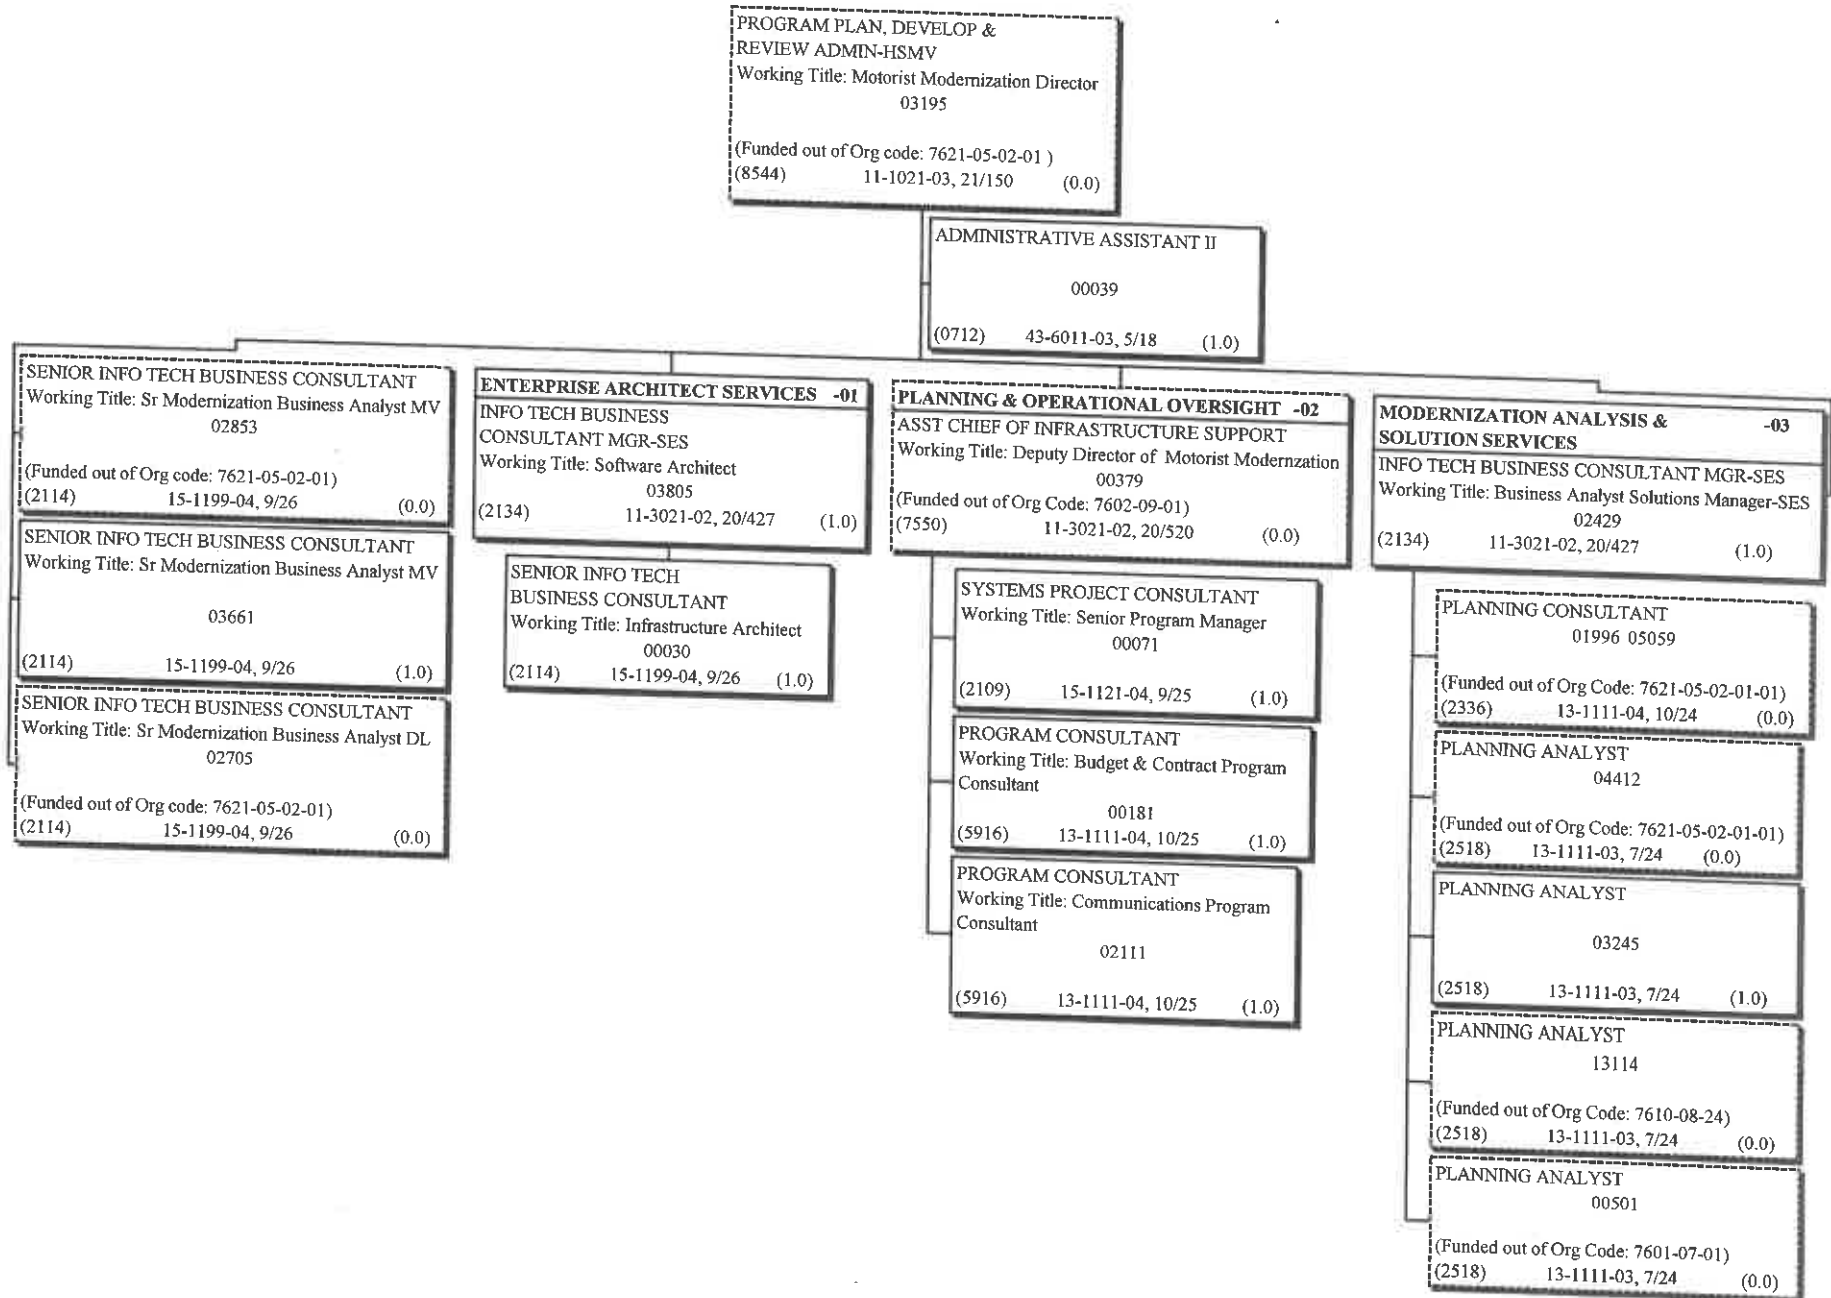 PROGRAM PLAN, DEVELOP &
REVIEW ADMIN-HSMV
Working Title: Motorist Modernization Director
03195
(Funded out of Org code: 7621-05-02-01 )
(8544) 11-1021-03, 21/150 (0.0)
ADMINISTRATIVE ASSISTANT II
00039
(0712) 43-6011-03, 5/18 (1.0)
SENIOR INFO TECH BUSINESS CONSULTANT
Working Title: Sr Modernization Business Analyst MV
02853
(Funded out of Org code: 7621-05-02-01)
(2114) 15-1199-04, 9/26 (0.0)
SENIOR INFO TECH BUSINESS CONSULTANT
Working Title: Sr Modernization Business Analyst MV
03661
(2114) 15-1199-04, 9/26 (1.0)
SENIOR INFO TECH BUSINESS CONSULTANT
Working Title: Sr Modernization Business Analyst DL
02705
(Funded out of Org code: 7621-05-02-01)
(2114) 15-1199-04, 9/26 (0.0)
ENTERPRISE ARCHITECT SERVICES -01
INFO TECH BUSINESS
CONSULTANT MGR-SES
Working Title: Software Architect
03805
(2134) 11-3021-02, 20/427 (1.0)
SENIOR INFO TECH
BUSINESS CONSULTANT
Working Title: Infrastructure Architect
00030
(2114) 15-1199-04, 9/26 (1.0)
PLANNING & OPERATIONAL OVERSIGHT -02
ASST CHIEF OF INFRASTRUCTURE SUPPORT
Working Title: Deputy Director of Motorist Modernzation
00379
(Funded out of Org Code: 7602-09-01)
(7550) 11-3021-02, 20/520 (0.0)
SYSTEMS PROJECT CONSULTANT
Working Title: Senior Program Manager
00071
(2109) 15-1121-04, 9/25 (1.0)
PROGRAM CONSULTANT
Working Title: Budget & Contract Program
Consultant
00181
(5916) 13-1111-04, 10/25 (1.0)
PROGRAM CONSULTANT
Working Title: Communications Program
Consultant
02111
(5916) 13-1111-04, 10/25 (1.0)
MODERNIZATION ANALYSIS & -03
SOLUTION SERVICES
INFO TECH BUSINESS CONSULTANT MGR-SES
Working Title: Business Analyst Solutions Manager-SES
02429
(2134) 11-3021-02, 20/427 (1.0)
PLANNING CONSULTANT
01996 05059
(Funded out of Org Code: 7621-05-02-01-01)
(2336) 13-1111-04, 10/24 (0.0)
PLANNING ANALYST
04412
(Funded out of Org Code: 7621-05-02-01-01)
(2518) 13-1111-03, 7/24 (0.0)
PLANNING ANALYST
03245
(2518) 13-1111-03, 7/24 (1.0)
PLANNING ANALYST
13114
(Funded out of Org Code: 7610-08-24)
(2518) 13-1111-03, 7/24 (0.0)
PLANNING ANALYST
00501
(Funded out of Org Code: 7601-07-01)
(2518) 13-1111-03, 7/24 (0.0)